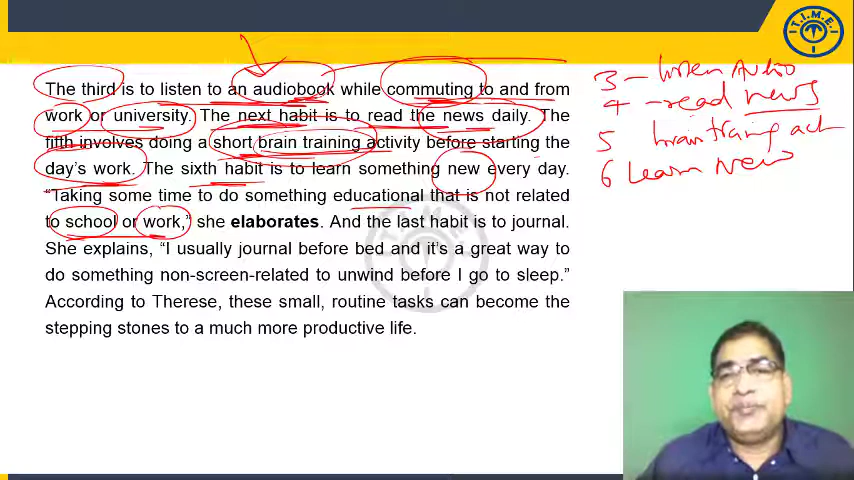 I.T.I.M.E.I
The third is to listen to an audiobook while commuting to and from
work or university. The next habit is to read the news daily. The
fifth involves doing a short brain training activity before starting the
day's work. The sixth habit is to learn something new every day.
"Taking some time to do something educational that is not related
to school or work," she elaborates. And the last habit is to journal.
She explains, "I usually journal before bed and it's a great way to
do something non-screen-related to unwind before I go to sleep."
According to Therese, these small, routine tasks can become the
stepping stones to a much more productive life.
3 - listen Audio
4 - read news
5 brain traing act
6 Learn New